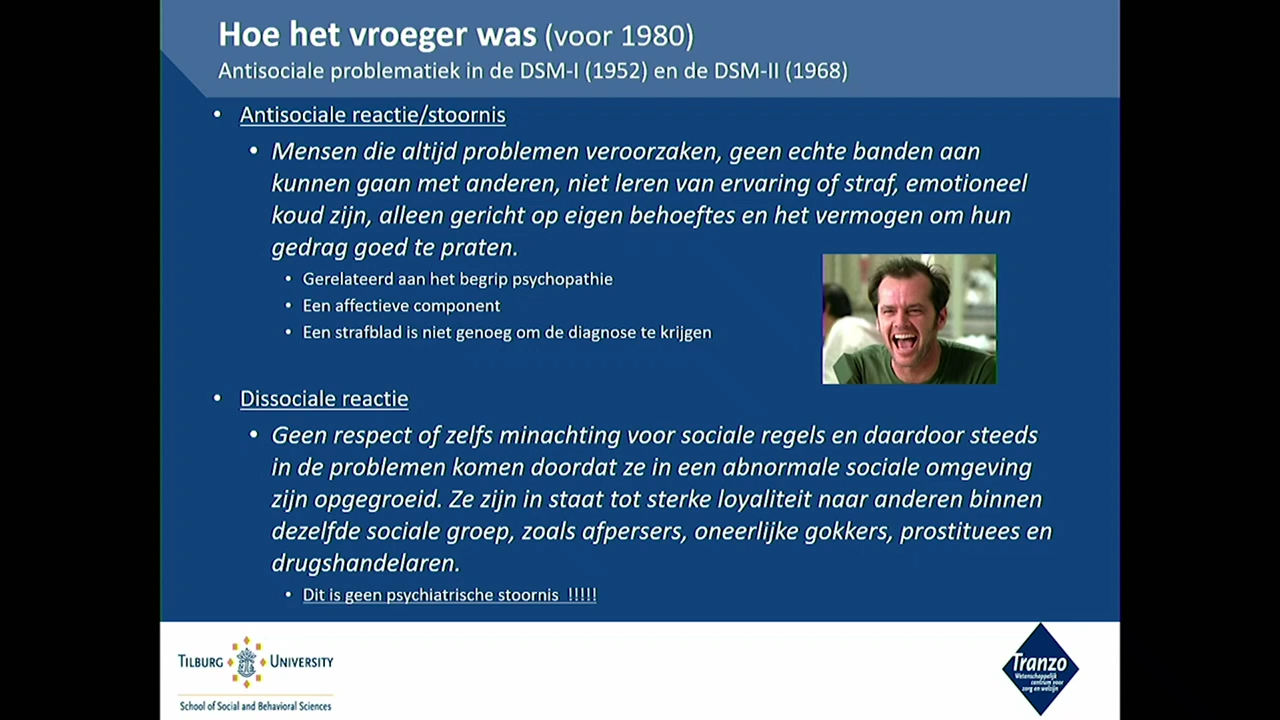 Hoe het vroeger was (voor 1980)
Antisociale problematiek in de DSM-I (1952) en de DSM-II (1968)
• Antisociale reactie/stoornis
• Mensen die altijd problemen veroorzaken, geen echte banden aan
kunnen gaan met anderen, niet leren van ervaring of straf, emotioneel
koud zijn, alleen gericht op eigen behoeftes en het vermogen om hun
gedrag goed te praten.
• Gerelateerd aan het begrip psychopathie
• Een affectieve component
• Een strafblad is niet genoeg om de diagnose te krijgen
• Dissociale reactie
• Geen respect of zelfs minachting voor sociale regels en daardoor steeds
in de problemen komen doordat ze in een abnormale sociale omgeving
zijn opgegroeid. Ze zijn in staat tot sterke loyaliteit naar anderen binnen
dezelfde sociale groep, zoals afpersers, oneerlijke gokkers, prostituees en
drugshandelaren.
• Dit is geen psychiatrische stoornis !!!!!
TILBURG UNIVERSITY
School of Social and Behavioral Sciences
Tranzo
Wetenschappelijk
centrum voor
zorg en welzijn